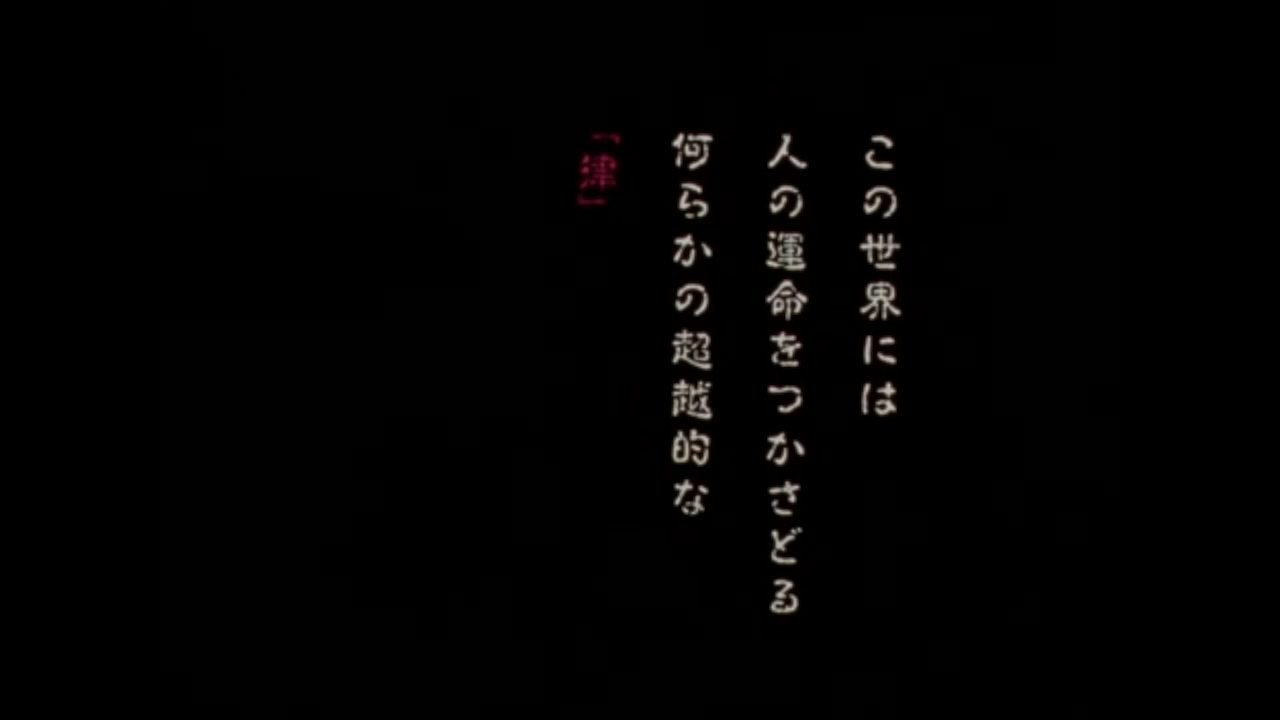 この世界には
人の運命をつかさどる
何らかの超越的な
「律」